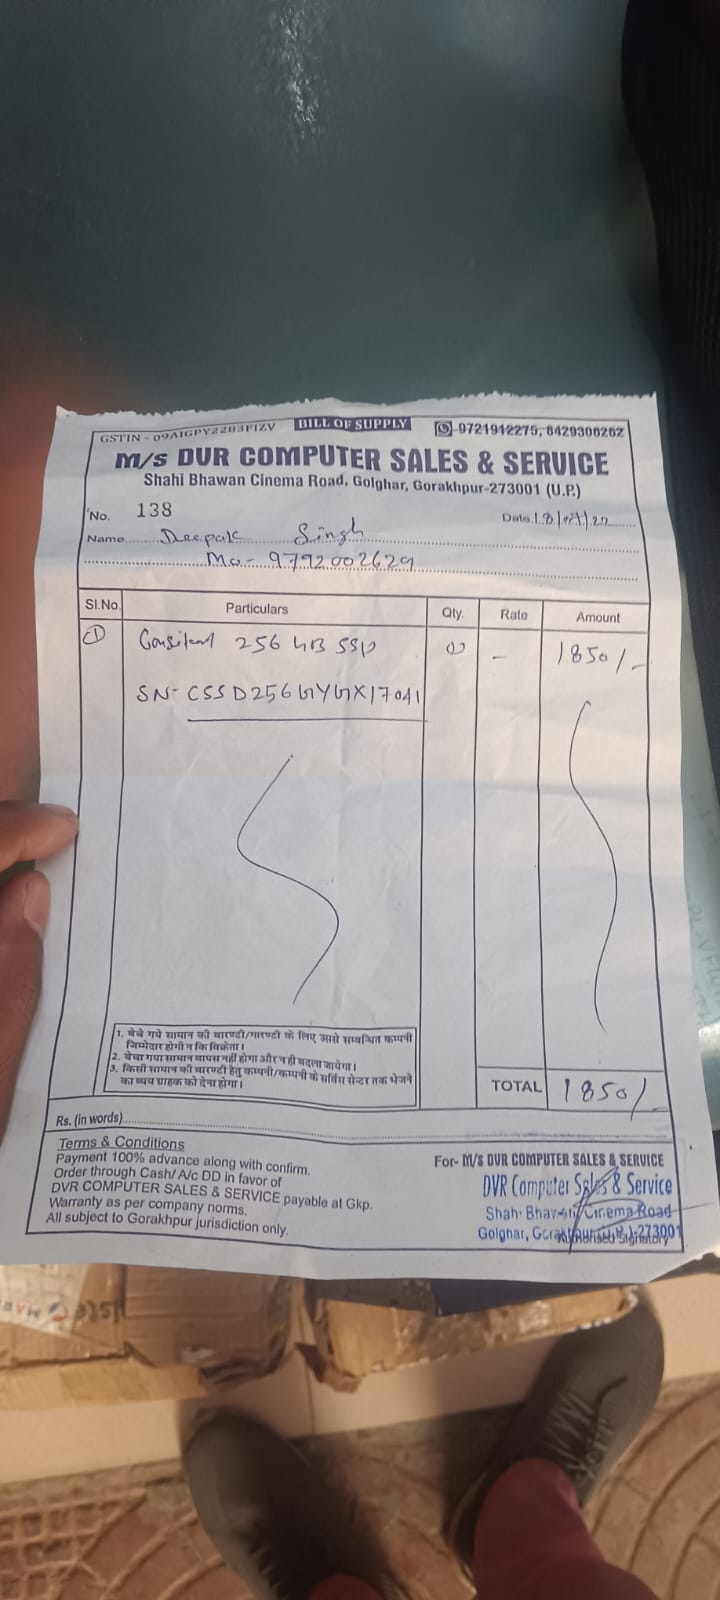 BILL OF SUPPLY
GSTIN - 09AIGPY2283F1ZV
9721912275, 8429300262
M/S DVR COMPUTER SALES & SERVICE
Shahi Bhawan Cinema Road, Golghar, Gorakhpur-273001 (U.P.)
No. 138
Date
Name Deepak Singh
Mo- 9792002629
Sl.No. Particulars Qty. Rate Amount
① Consistent 256 GB SSD - 1850/-
SN- CSSD256
1. बेचे गये सामान की वारण्टी/गारण्टी के लिए उससे सम्बन्धित कम्पनी
जिम्मेदार होगी न कि विक्रेता।
2. बेचा गया सामान वापस नहीं होगा और न ही बदला जायेगा।
3. किसी सामान की वारण्टी हेतु कम्पनी/कम्पनी के सर्विस सेन्टर तक भेजने
का व्यय ग्राहक को देना होगा।
TOTAL 1850/-
Rs. (in words)
Terms & Conditions
Payment 100% advance along with confirm.
Order through Cash/ A/c DD in favor of
DVR COMPUTER SALES & SERVICE payable at Gkp.
Warranty as per company norms.
All subject to Gorakhpur jurisdiction only.
For- M/S DVR COMPUTER SALES & SERVICE
DVR Computer Sales & Service
Shahi Bhawan Cinema Road
Golghar, Gorakhpur 273001
Authorised Signatory